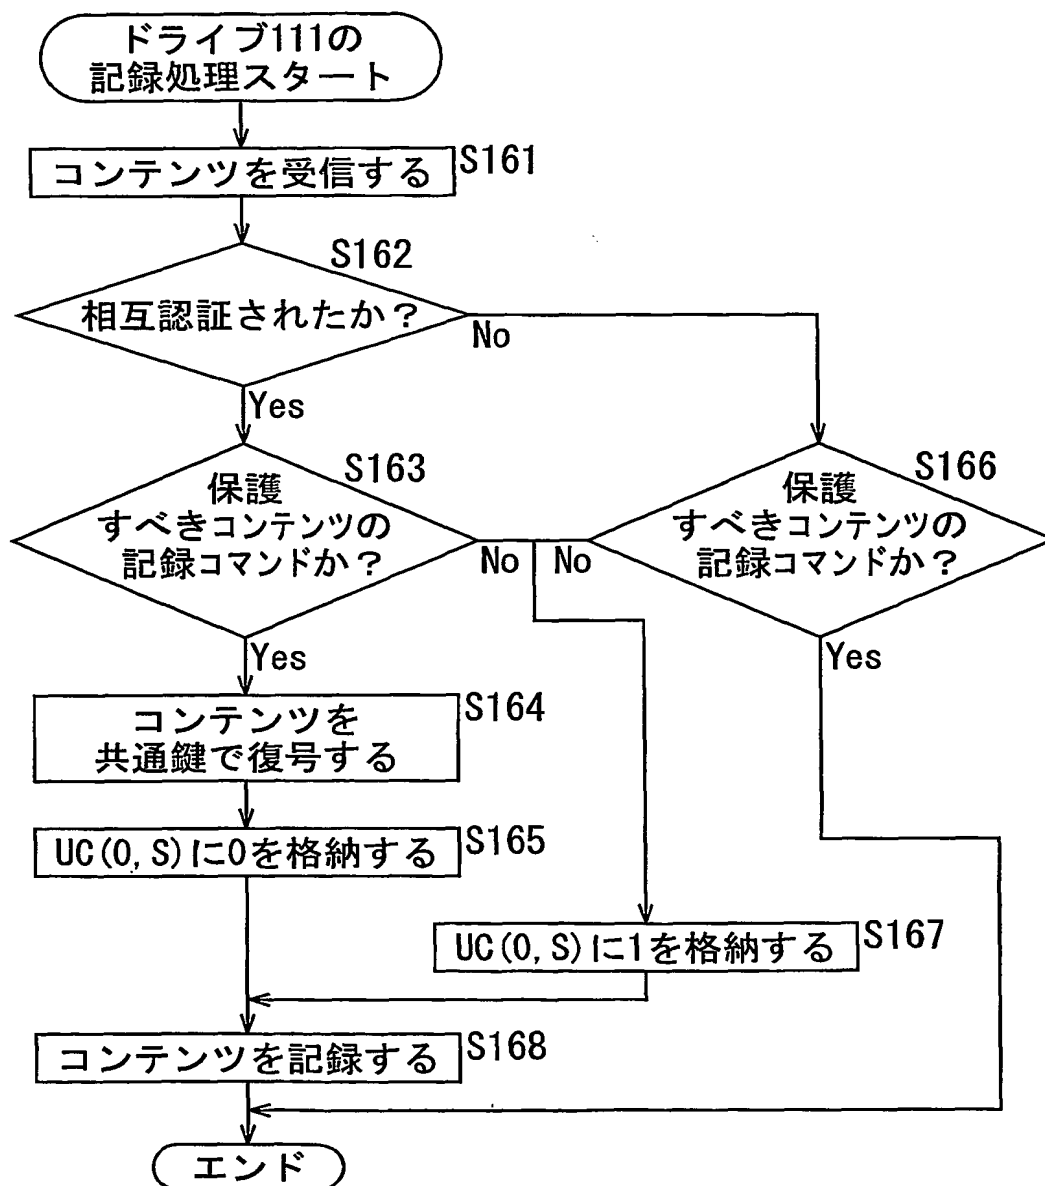 ドライブ111の
記録処理スタート
コンテンツを受信する
S161
S162
相互認証されたか？
No
Yes
S163
保護
すべきコンテンツの
記録コマンドか？
No
Yes
S166
保護
すべきコンテンツの
記録コマンドか？
No
Yes
コンテンツを
共通鍵で復号する
S164
UC(0,S)に0を格納する
S165
UC(0,S)に1を格納する
S167
コンテンツを記録する
S168
エンド